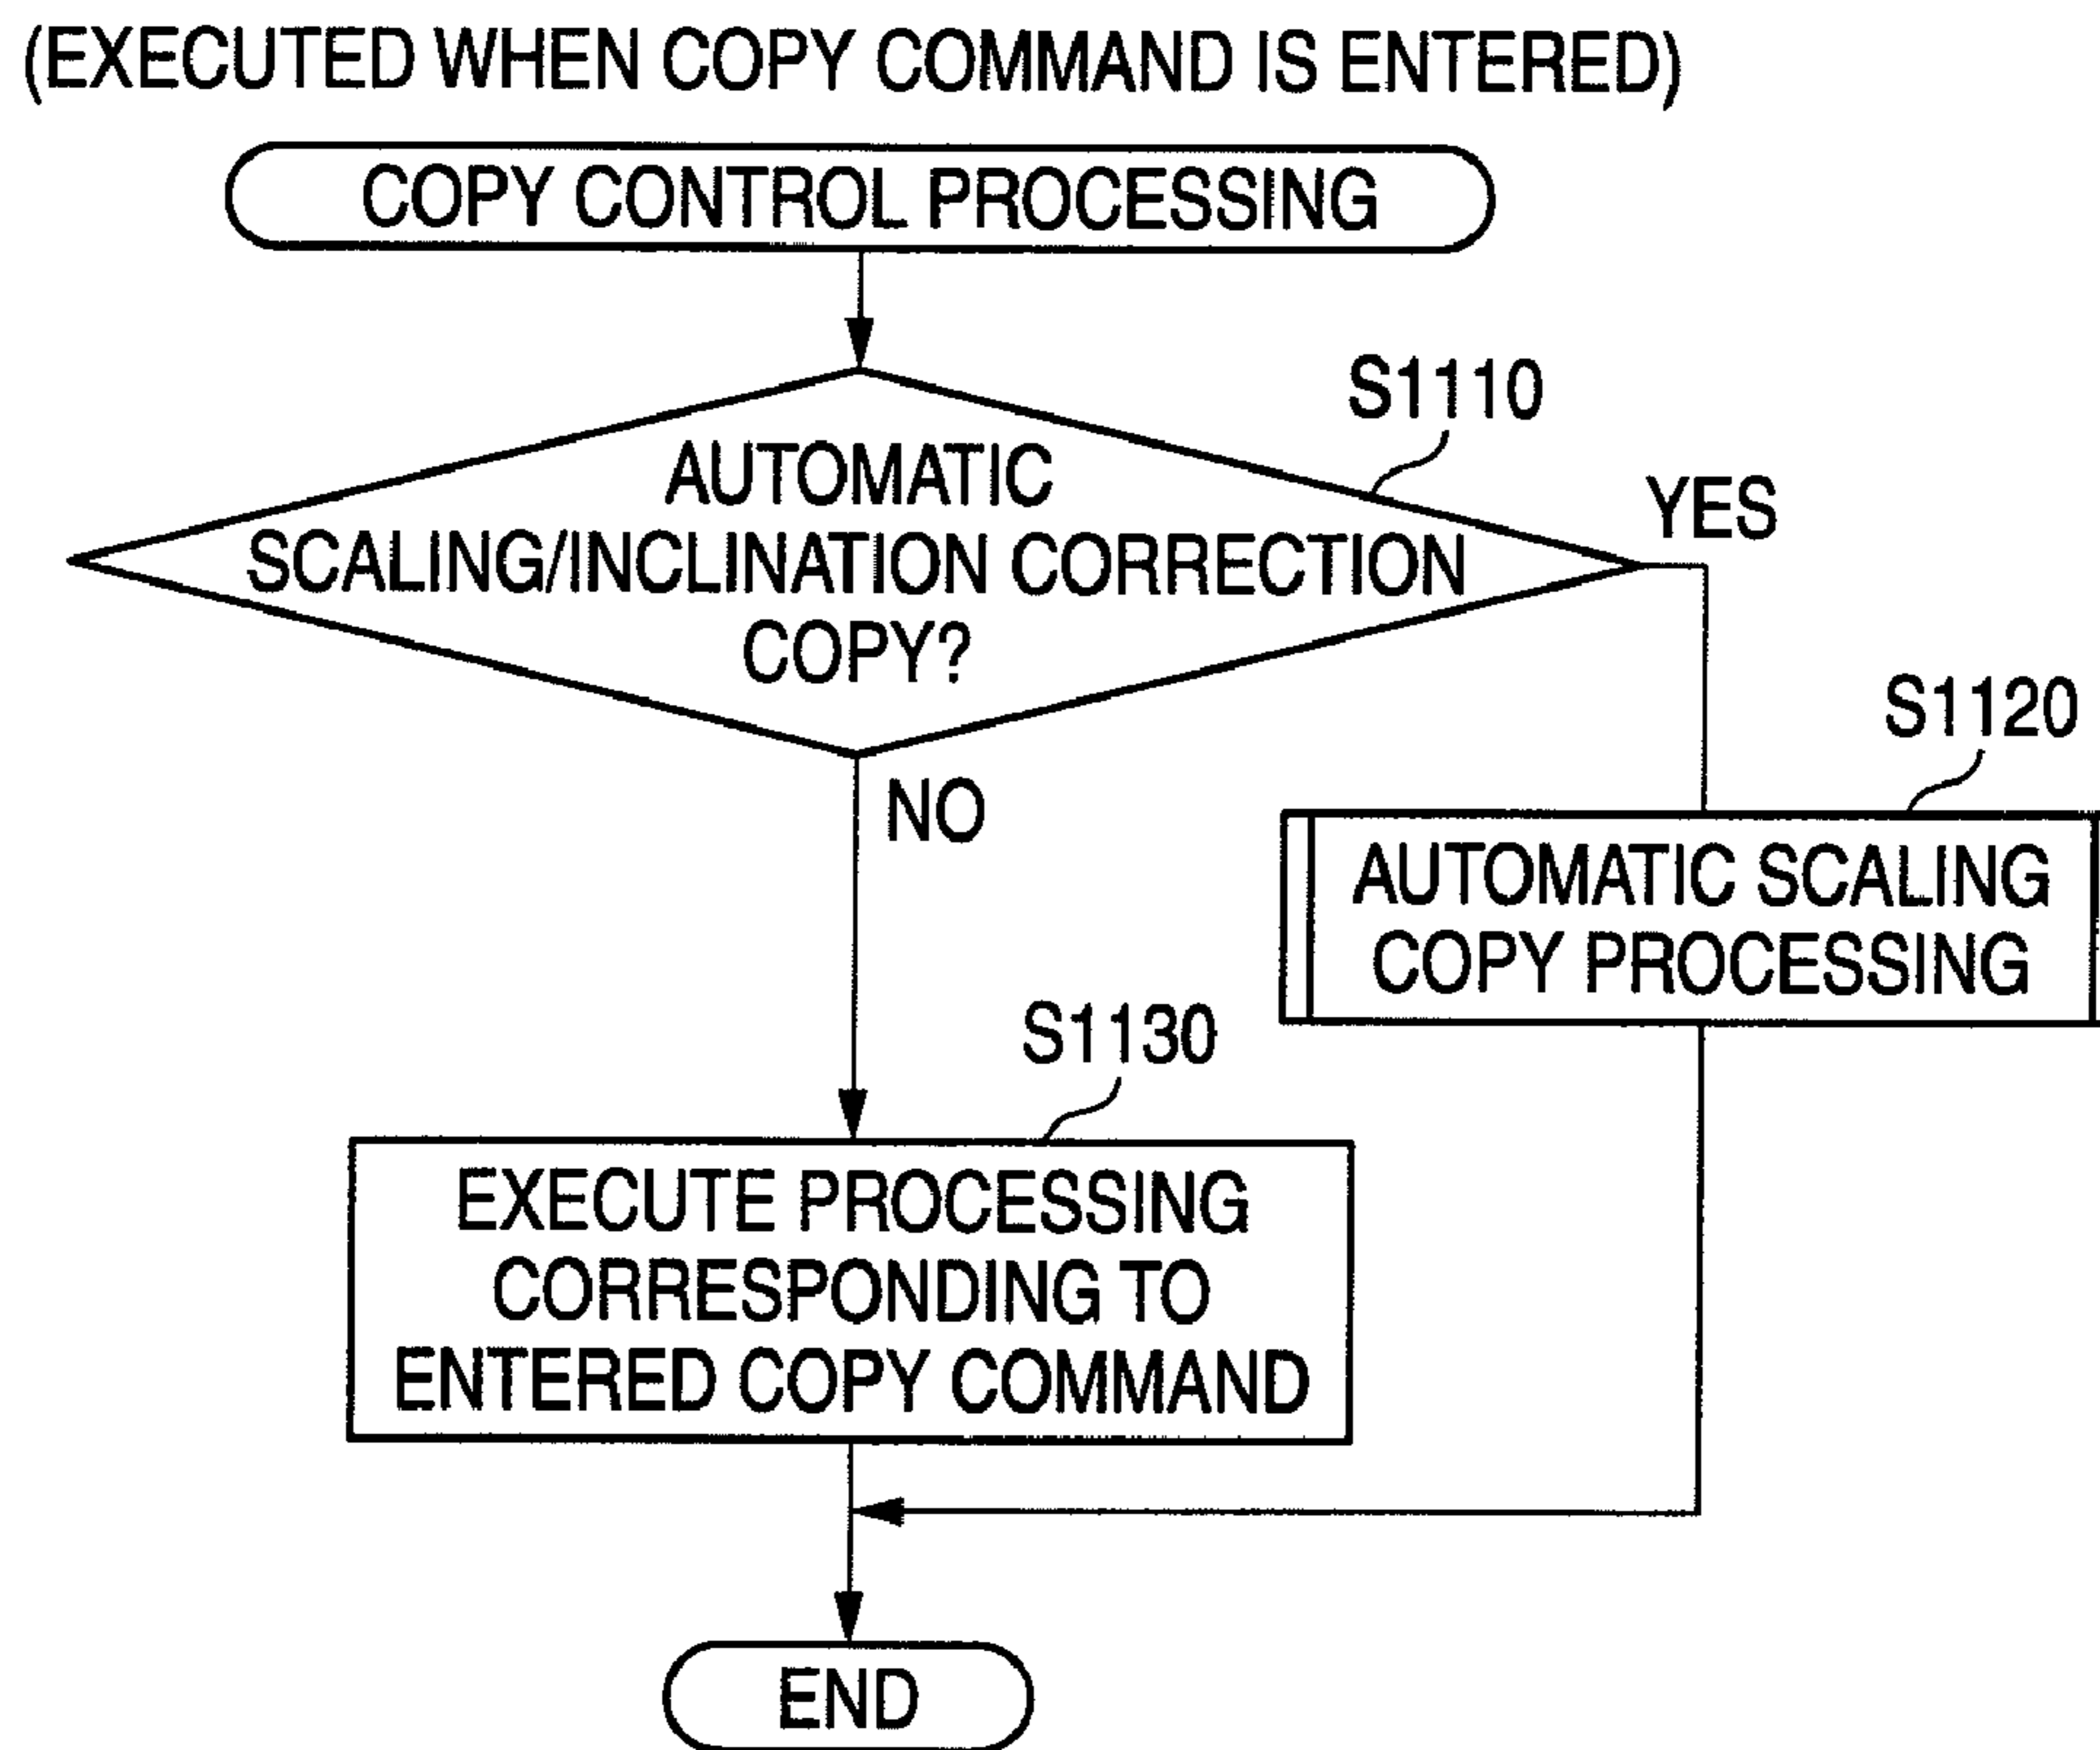 (EXECUTED WHEN COPY COMMAND IS ENTERED)
COPY CONTROL PROCESSING
S1110
AUTOMATIC
SCALING/INCLINATION CORRECTION
COPY?
YES
S1120
NO
AUTOMATIC SCALING
COPY PROCESSING
S1130
EXECUTE PROCESSING
CORRESPONDING TO
ENTERED COPY COMMAND
END